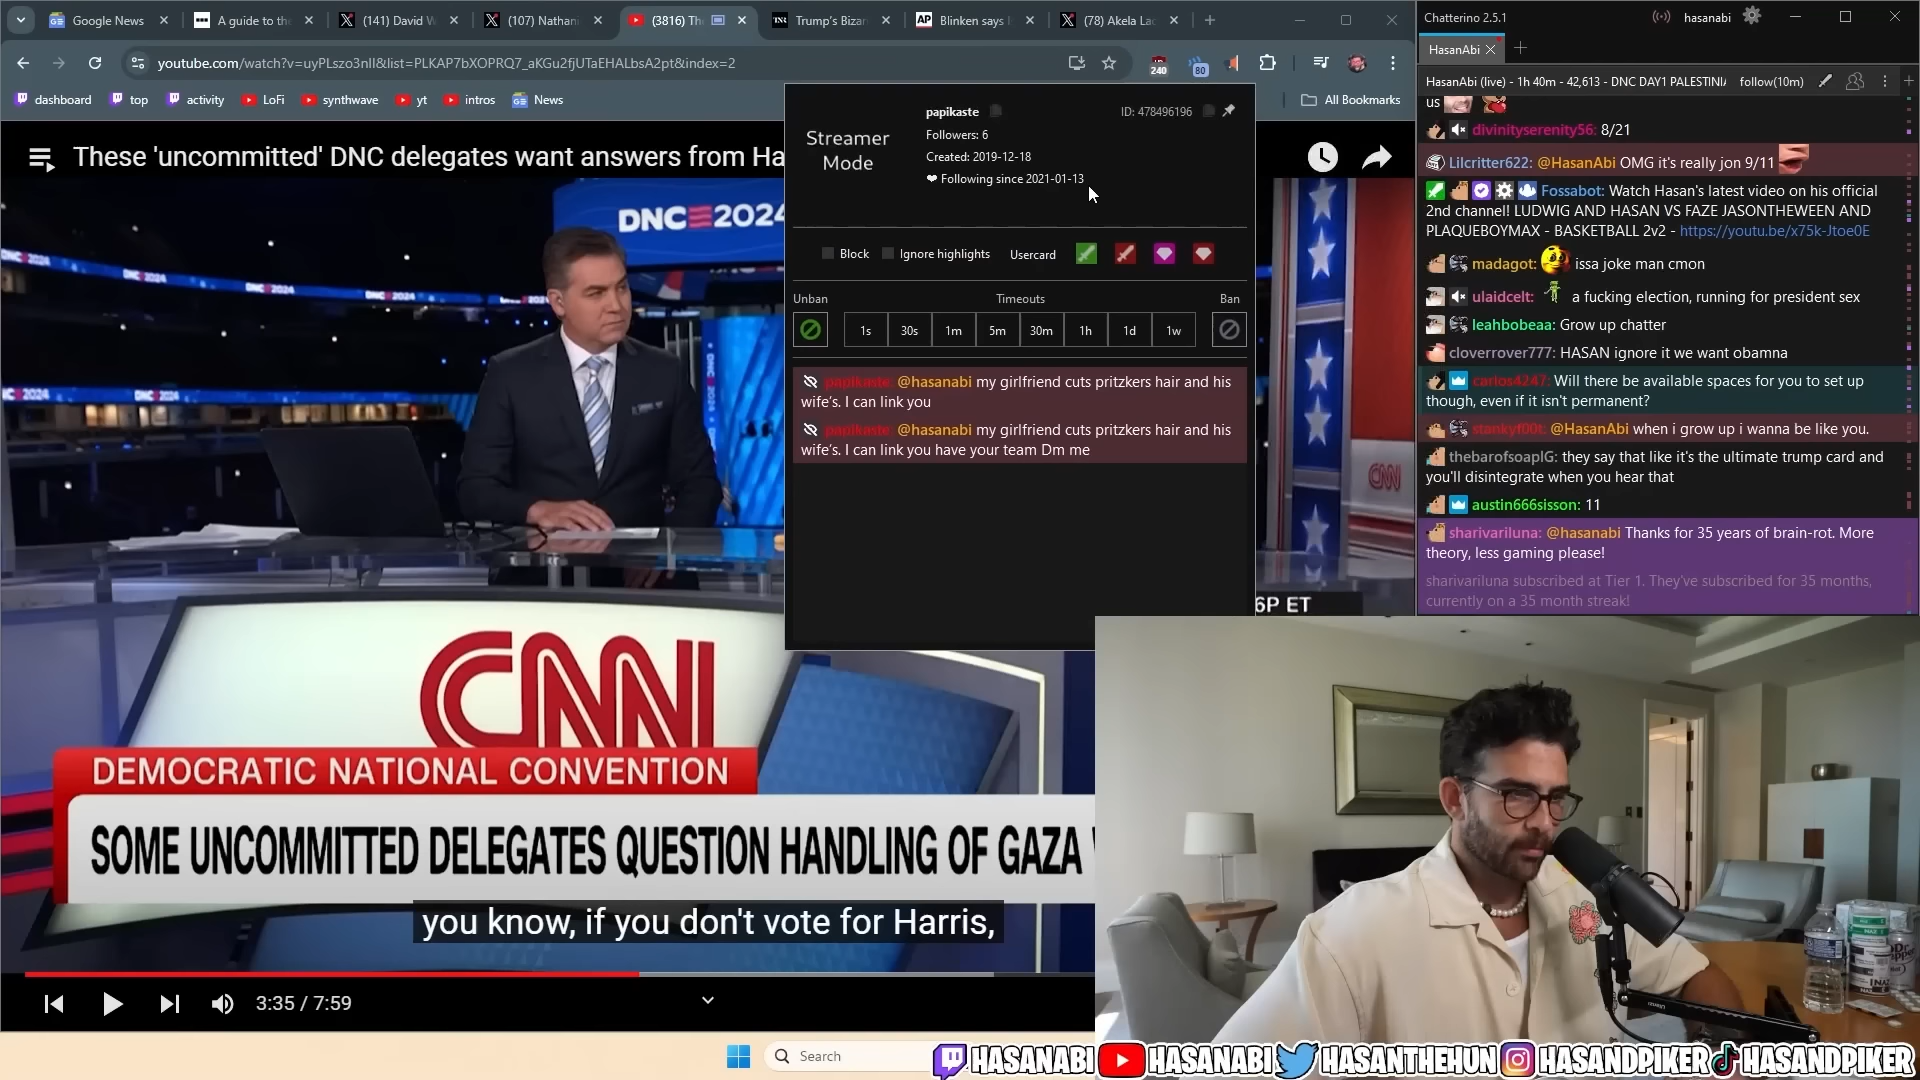 Google News
A guide to the
(141) David W
(107) Nathan
(3816) Th
Trump's Bizar
Blinken says
(78) Akela Lac
youtube.com/watch?v=uyPLszo3nII&list=PLKAP7bXOPRQ7_aKGu2fjUTaEHALbsA2pt&index=2
240
80
dashboard
top
activity
LoFi
synthwave
yt
intros
News
All Bookmarks
These 'uncommitted' DNC delegates want answers from Ha
DNC 2024
CNN
6P ET
CNN
DEMOCRATIC NATIONAL CONVENTION
SOME UNCOMMITTED DELEGATES QUESTION HANDLING OF GAZA
you know, if you don't vote for Harris,
3:35 / 7:59
Streamer
Mode
papikaste
ID: 478496196
Followers: 6
Created: 2019-12-18
Following since 2021-01-13
Block
Ignore highlights
Usercard
Unban
Timeouts
Ban
1s
30s
1m
5m
30m
1h
1d
1w
papikaste: @hasanabi my girlfriend cuts pritzkers hair and his
wife's. I can link you
papikaste: @hasanabi my girlfriend cuts pritzkers hair and his
wife's. I can link you have your team Dm me
Chatterino 2.5.1
hasanabi
HasanAbi
HasanAbi (live) - 1h 40m - 42,613 - DNC DAY1 PALESTINI
follow(10m)
us
divinityserenity56: 8/21
Lilcritter622: @HasanAbi OMG it's really jon 9/11
Fossabot: Watch Hasan's latest video on his official
2nd channel! LUDWIG AND HASAN VS FAZE JASONTHEWEEN AND
PLAQUEBOYMAX - BASKETBALL 2v2 - https://youtu.be/x75k-Jtoe0E
madagot: issa joke man cmon
ulaidcelt: a fucking election, running for president sex
leahbobeaa: Grow up chatter
cloverrover777: HASAN ignore it we want obamna
carlos4247: Will there be available spaces for you to set up
though, even if it isn't permanent?
stankyf00t: @HasanAbi when i grow up i wanna be like you.
thebarofsoapIG: they say that like it's the ultimate trump card and
you'll disintegrate when you hear that
austin666sisson: 11
sharivariluna: @hasanabi Thanks for 35 years of brain-rot. More
theory, less gaming please!
sharivariluna subscribed at Tier 1. They've subscribed for 35 months,
currently on a 35 month streak!
Search
HASANABI
HASANABI
HASANTHEHUN
HASANDPIKER
HASANDPIKER